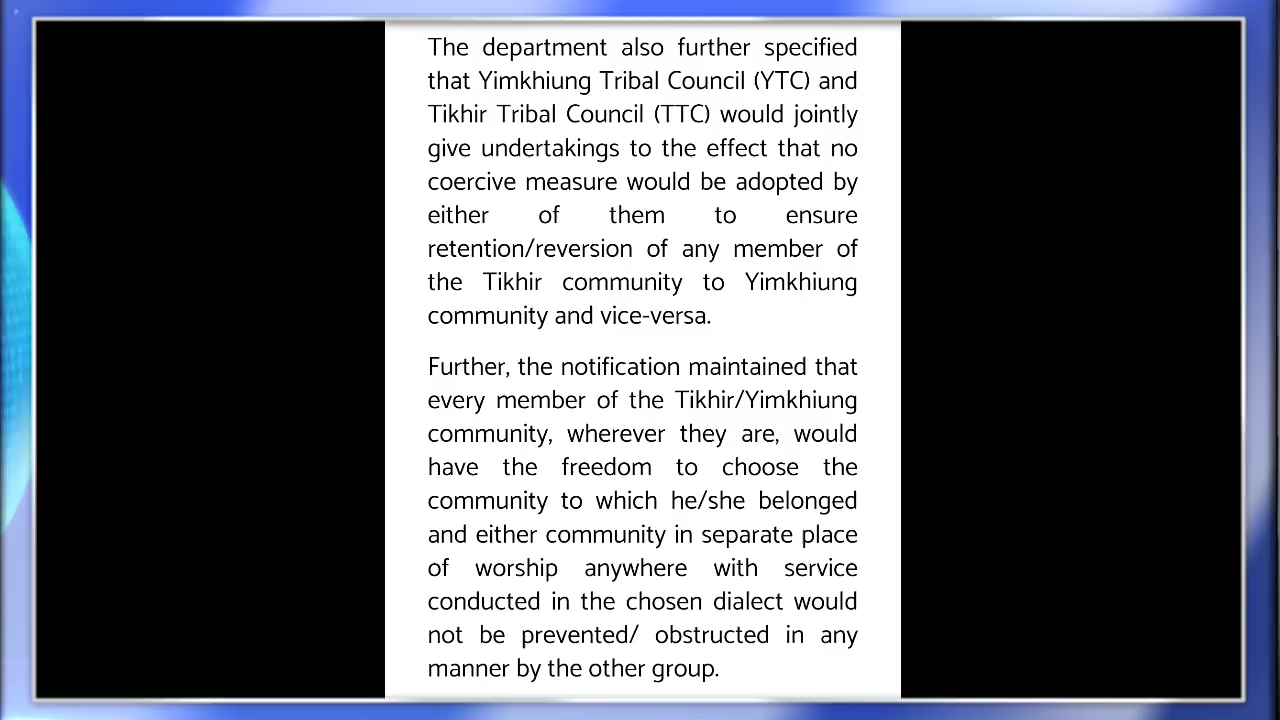 The department also further specified
that Yimkhiung Tribal Council (YTC) and
Tikhir Tribal Council (TTC) would jointly
give undertakings to the effect that no
coercive measure would be adopted by
either of them to ensure
retention/reversion of any member of
the Tikhir community to Yimkhiung
community and vice-versa.
Further, the notification maintained that
every member of the Tikhir/Yimkhiung
community, wherever they are, would
have the freedom to choose the
community to which he/she belonged
and either community in separate place
of worship anywhere with service
conducted in the chosen dialect would
not be prevented/ obstructed in any
manner by the other group.